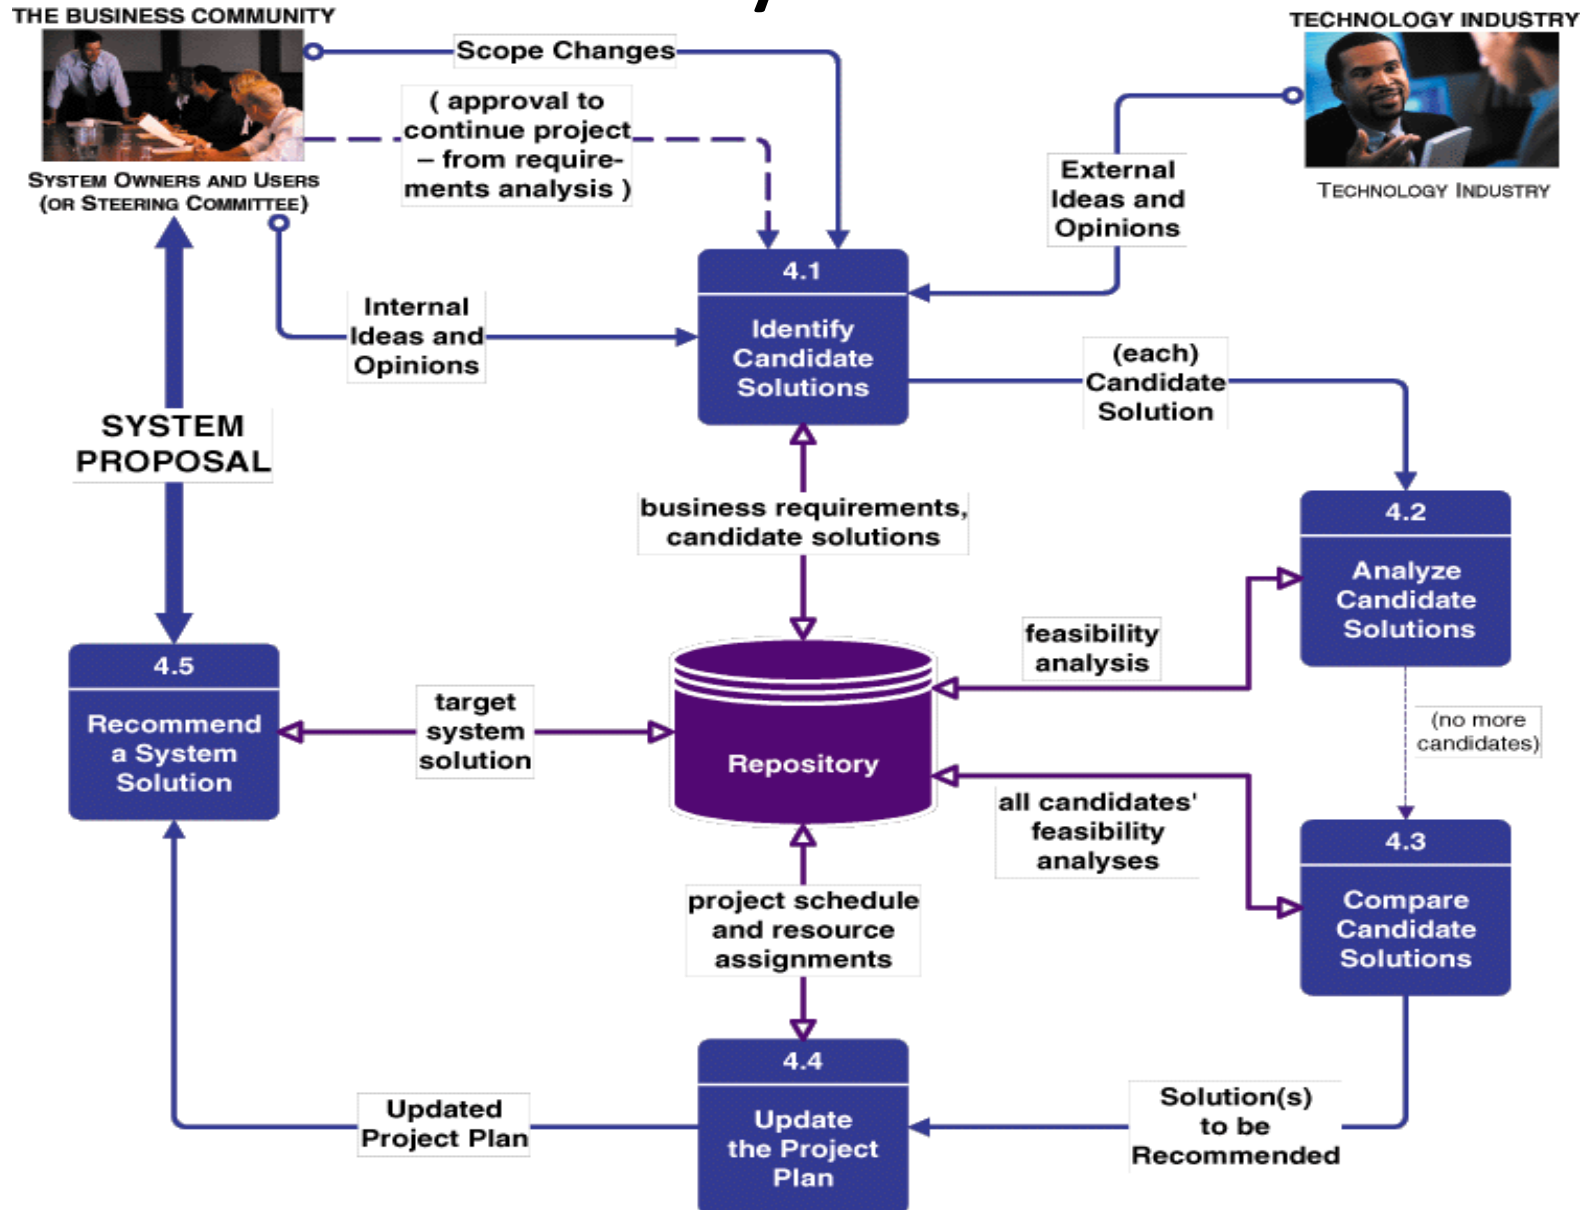 THE BUSINESS COMMUNITY
TECHNOLOGY INDUSTRY
Scope Changes
( approval to
continue project
– from require-
ments analysis )
SYSTEM OWNERS AND USERS
(OR STEERING COMMITTEE)
External
Ideas and
Opinions
TECHNOLOGY INDUSTRY
4.1
Identify
Candidate
Solutions
Internal
Ideas and
Opinions
(each)
Candidate
Solution
SYSTEM
PROPOSAL
business requirements,
candidate solutions
4.2
Analyze
Candidate
Solutions
feasibility
analysis
4.5
Recommend
a System
Solution
target
system
solution
Repository
(no more
candidates)
all candidates'
feasibility
analyses
4.3
Compare
Candidate
Solutions
project schedule
and resource
assignments
4.4
Update
the Project
Plan
Updated
Project Plan
Solution(s)
to be
Recommended